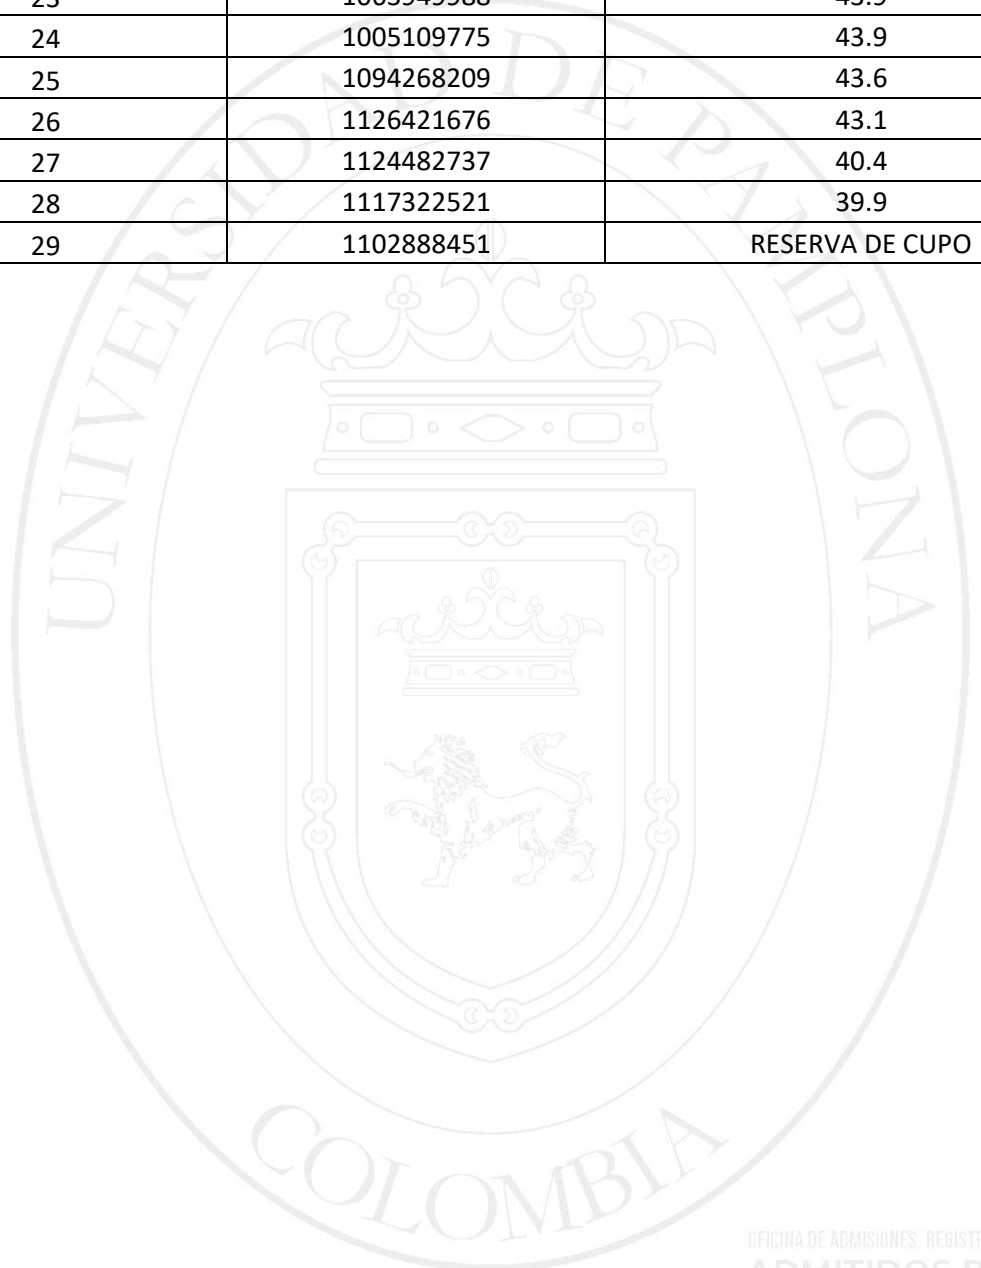 24 1005109775 43.9
25 1094268209 43.6
26 1126421676 43.1
27 1124482737 40.4
28 1117322521 39.9
29 1102888451 RESERVA DE CUPO
UNIVERSIDAD DE PAMPLONA
COLOMBIA
OFICINA DE ADMISIONES,